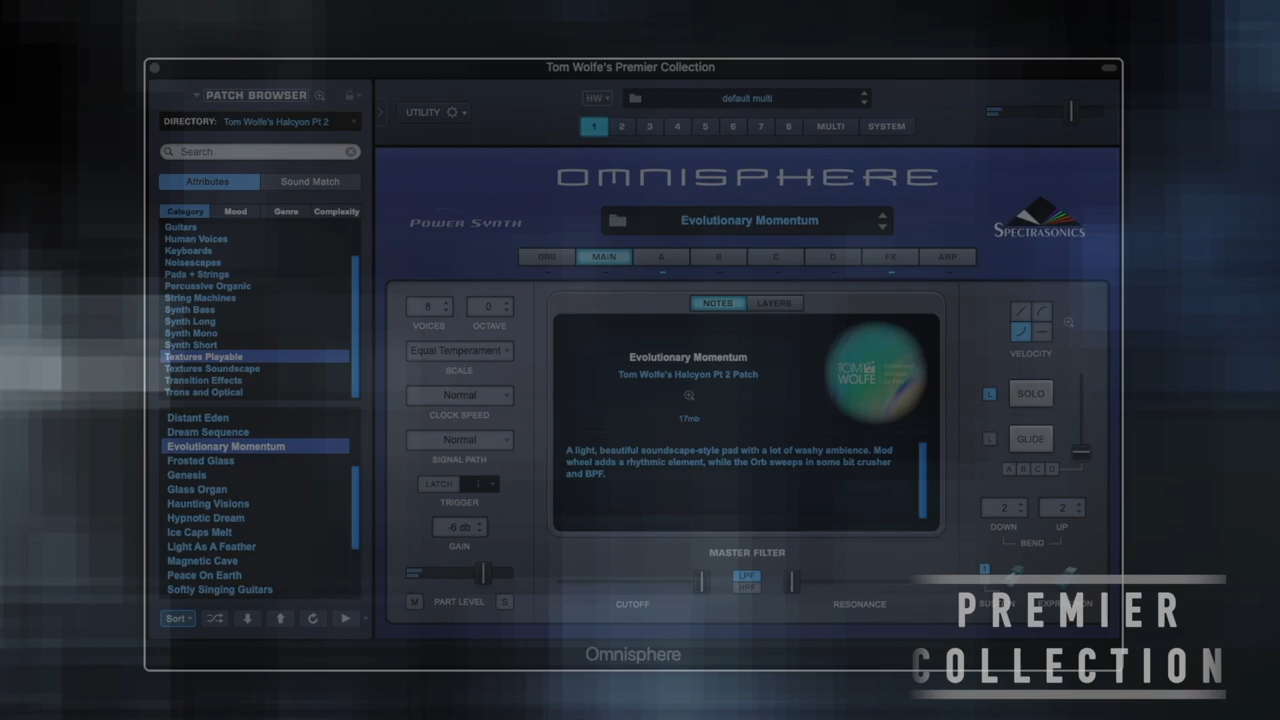 Tom Wolfe's Premier Collection
PATCH BROWSER
DIRECTORY: Tom Wolfe's Halcyon Pt 2
Search
Attributes Sound Match
Category Mood Genre Complexity
Guitars
Human Voices
Keyboards
Noisescapes
Pads + Strings
Percussive Organic
String Machines
Synth Bass
Synth Long
Synth Mono
Synth Short
Textures Playable
Textures Soundscape
Transition Effects
Trons and Optical
Distant Eden
Dream Sequence
Evolutionary Momentum
Frosted Glass
Genesis
Glass Organ
Haunting Visions
Hypnotic Dream
Ice Caps Melt
Light As A Feather
Magnetic Cave
Peace On Earth
Softly Singing Guitars
Sort
UTILITY
HW
default multi
1 2 3 4 5 6 7 8 MULTI SYSTEM
OMNISPHERE
POWER SYNTH
Evolutionary Momentum
SPECTRASONICS
ORB MAIN A B C D FX ARP
8 0
VOICES OCTAVE
Equal Temperament
SCALE
Normal
CLOCK SPEED
Normal
SIGNAL PATH
LATCH
TRIGGER
-6 db
GAIN
M PART LEVEL S
NOTES LAYERS
Evolutionary Momentum
Tom Wolfe's Halcyon Pt 2 Patch
17mb
TOM
WOLFE
A light, beautiful soundscape-style pad with a lot of washy ambience. Mod
wheel adds a rhythmic element, while the Orb sweeps in some bit crusher
and BPF.
MASTER FILTER
LPF
HPF
CUTOFF RESONANCE
VELOCITY
L SOLO
L GLIDE
A B C D
2 2
DOWN UP
BEND
1
PREMIER
COLLECTION
Omnisphere